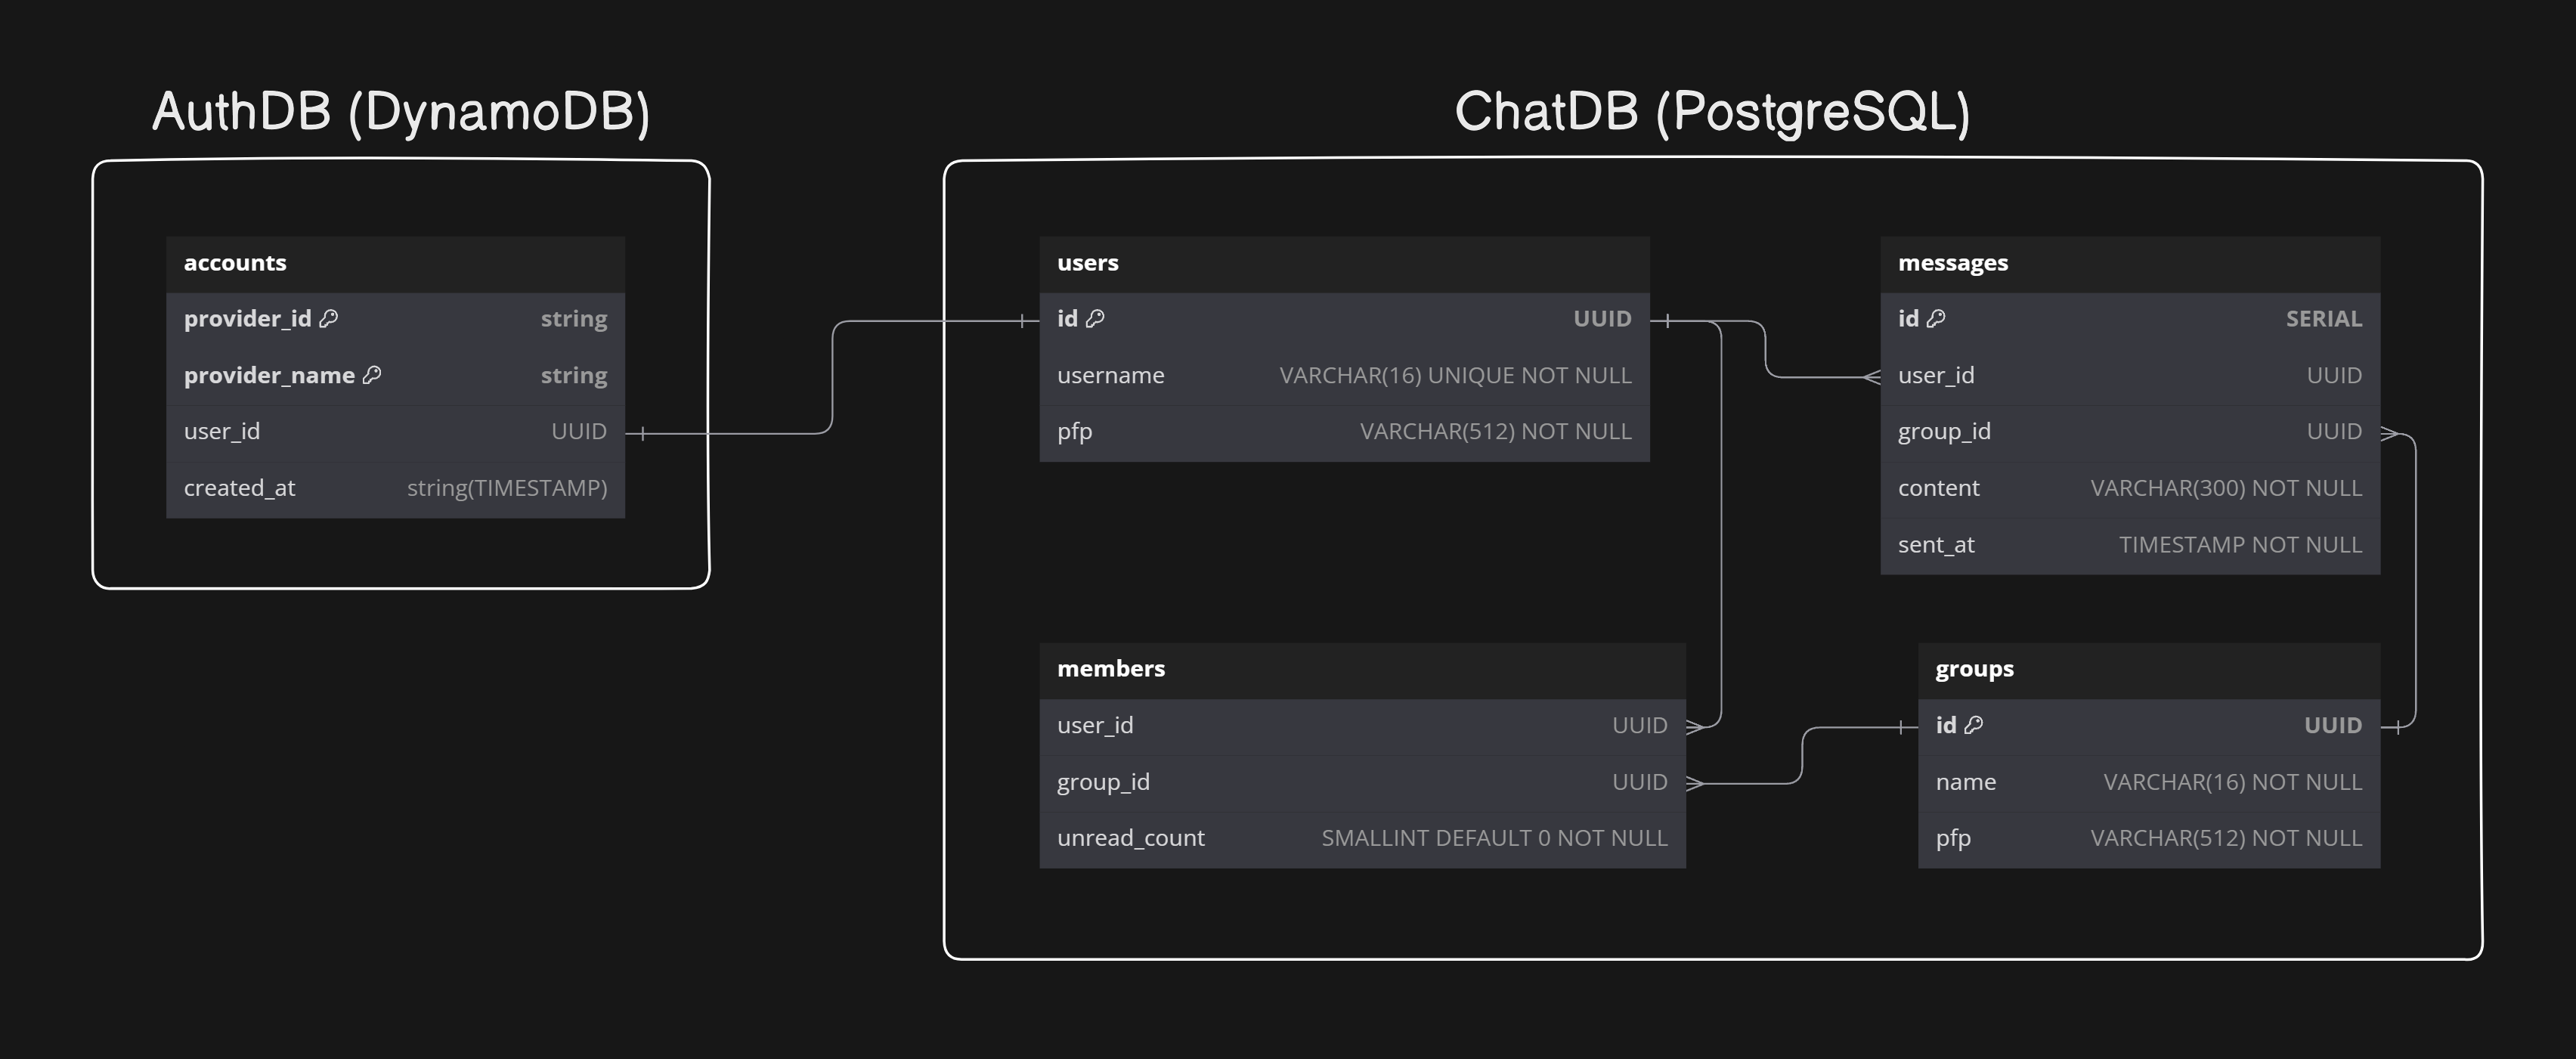 AuthDB (DynamoDB)
accounts
provider_id string
provider_name string
user_id UUID
created_at string(TIMESTAMP)
ChatDB (PostgreSQL)
users
id UUID
username VARCHAR(16) UNIQUE NOT NULL
pfp VARCHAR(512) NOT NULL
messages
id SERIAL
user_id UUID
group_id UUID
content VARCHAR(300) NOT NULL
sent_at TIMESTAMP NOT NULL
members
user_id UUID
group_id UUID
unread_count SMALLINT DEFAULT 0 NOT NULL
groups
id UUID
name VARCHAR(16) NOT NULL
pfp VARCHAR(512) NOT NULL